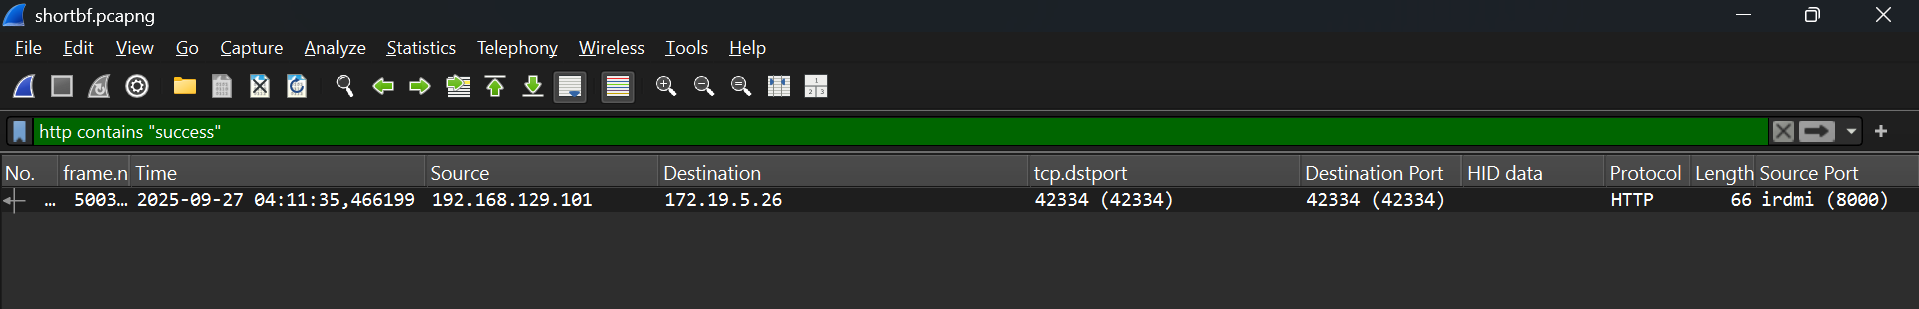 shortbf.pcapng
File Edit View Go Capture Analyze Statistics Telephony Wireless Tools Help
http contains "success"
No. frame.n Time Source Destination tcp.dstport Destination Port HID data Protocol Length Source Port
… 5003… 2025-09-27 04:11:35,466199 192.168.129.101 172.19.5.26 42334 (42334) 42334 (42334) HTTP 66 irdmi (8000)